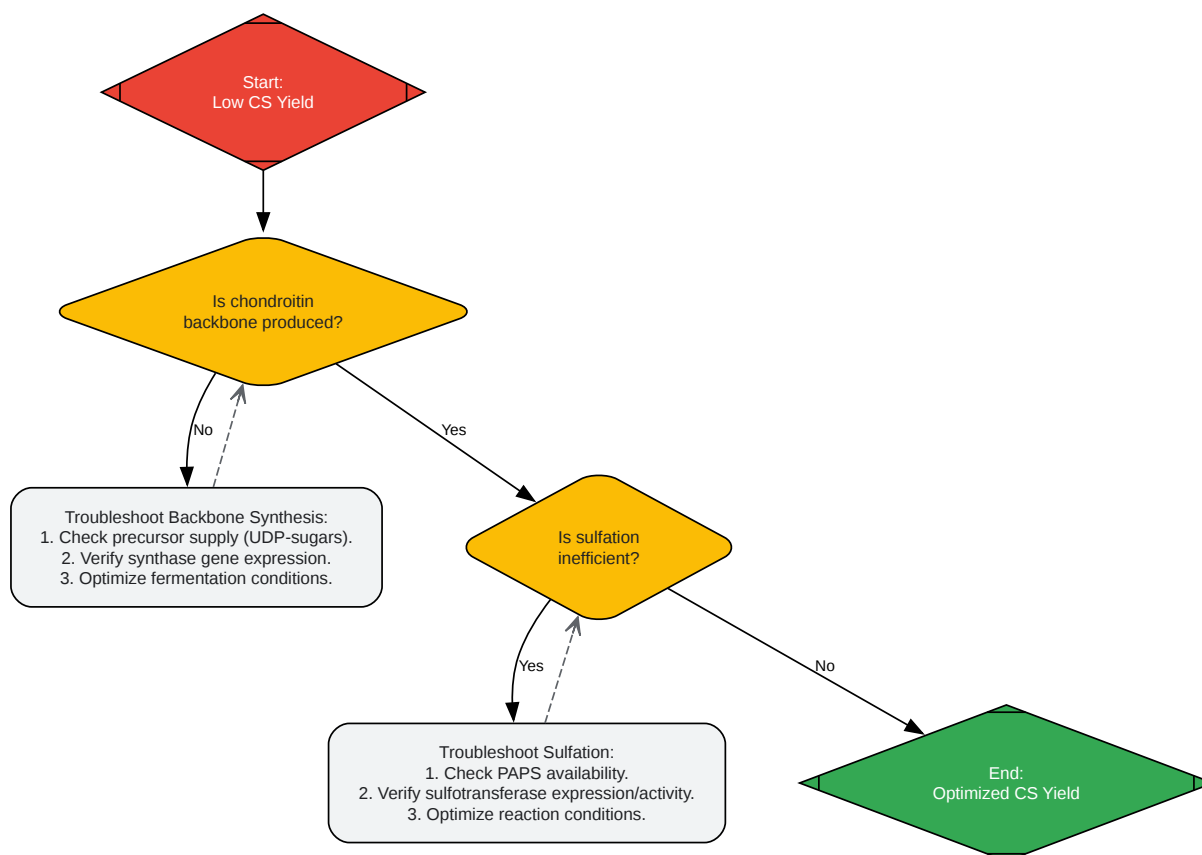 Start:
Low CS Yield
Is chondroitin
backbone produced?
No
Yes
Troubleshoot Backbone Synthesis:
1. Check precursor supply (UDP-sugars).
2. Verify synthase gene expression.
3. Optimize fermentation conditions.
Is sulfation
inefficient?
Yes
No
Troubleshoot Sulfation:
1. Check PAPS availability.
2. Verify sulfotransferase expression/activity.
3. Optimize reaction conditions.
End:
Optimized CS Yield